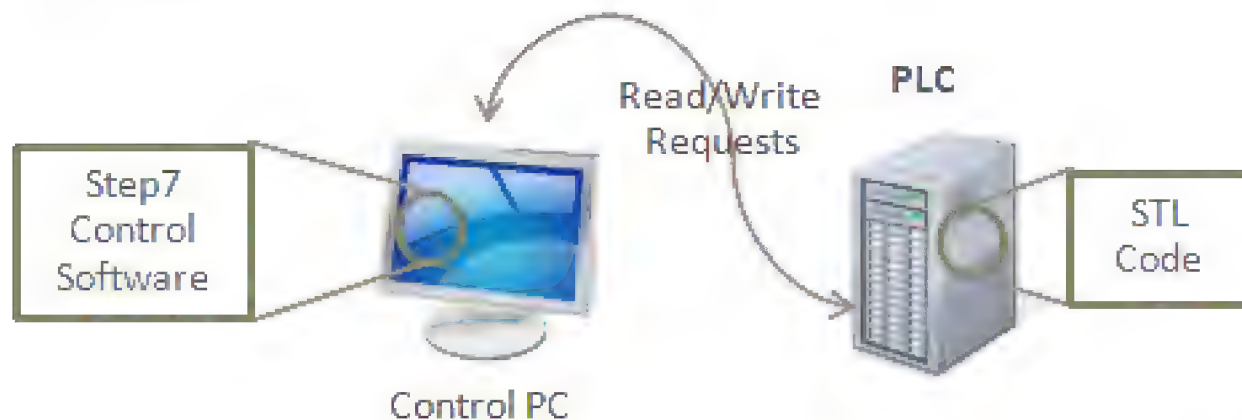 Read/Write
Requests
PLC
Step7
Control
Software
STL
Code
Control PC